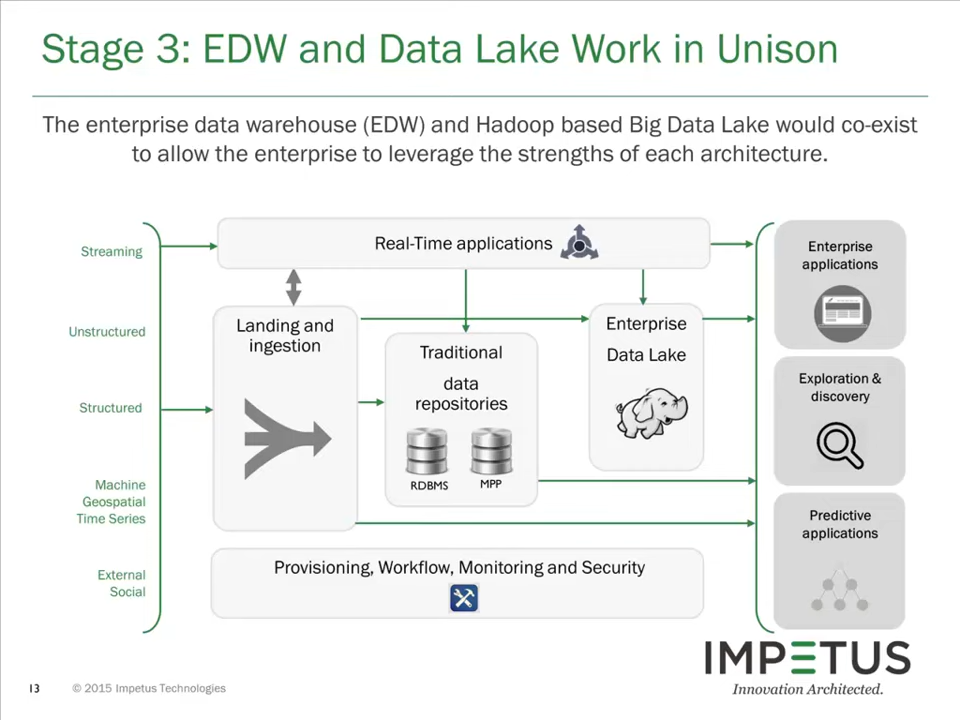 Stage 3: EDW and Data Lake Work in Unison
The enterprise data warehouse (EDW) and Hadoop based Big Data Lake would co-exist
to allow the enterprise to leverage the strengths of each architecture.
Streaming
Unstructured
Structured
Machine
Geospatial
Time Series
External
Social
Real-Time applications
Landing and
ingestion
Traditional
data
repositories
RDBMS
MPP
Enterprise
Data Lake
Provisioning, Workflow, Monitoring and Security
Enterprise
applications
Exploration &
discovery
Predictive
applications
IMPETUS
Innovation Architected.
13
© 2015 Impetus Technologies